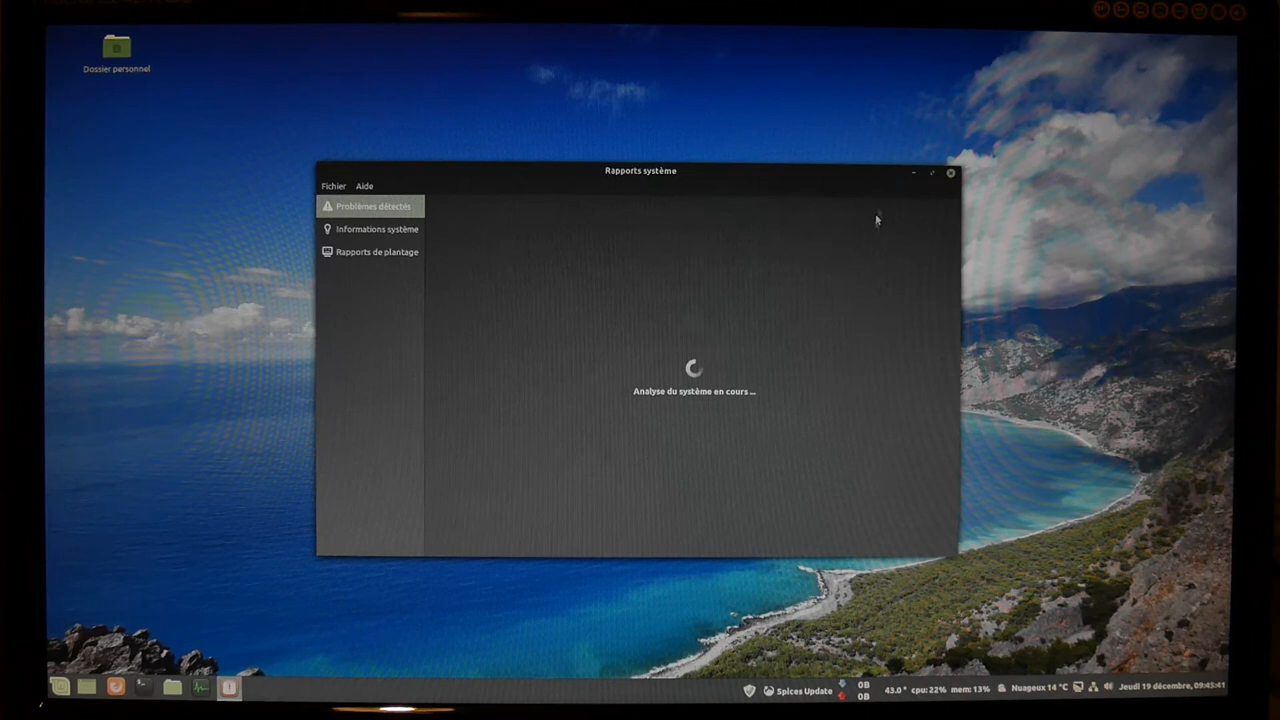 Dossier personnel
Rapports système
Fichier Aide
Problèmes détectés
Informations système
Rapports de plantage
Analyse du système en cours ...
Spices Update
0B
0B
43.0° cpu: 22% mem: 13%
Nuageux 14 °C
Jeudi 19 décembre, 09:45:41